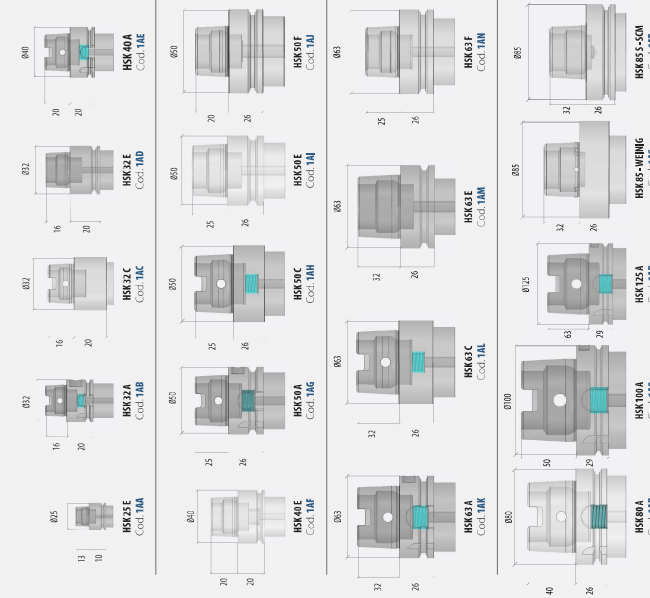 Ø25
13
10
HSK 25 E
Cod. 1AA
Ø32
16
20
HSK 32 A
Cod. 1AB
Ø32
16
20
HSK 32 C
Cod. 1AC
Ø32
16
20
HSK 32 E
Cod. 1AD
Ø40
20
20
HSK 40 A
Cod. 1AE
Ø40
20
20
HSK 40 E
Cod. 1AF
Ø50
25
26
HSK 50 A
Cod. 1AG
Ø50
25
26
HSK 50 C
Cod. 1AH
Ø50
25
26
HSK 50 E
Cod. 1AI
Ø50
20
26
HSK 50 F
Cod. 1AJ
Ø63
32
26
HSK 63 A
Cod. 1AK
Ø63
32
26
HSK 63 C
Cod. 1AL
Ø63
32
26
HSK 63 E
Cod. 1AM
Ø63
25
26
HSK 63 F
Cod. 1AN
Ø80
40
26
HSK 80 A
Cod.
Ø100
50
29
HSK 100 A
Cod.
Ø125
63
29
HSK 125 A
Cod.
Ø85
32
26
HSK 85 - WEINIG
Cod.
Ø85
32
26
HSK 85 S - SCM
Cod.